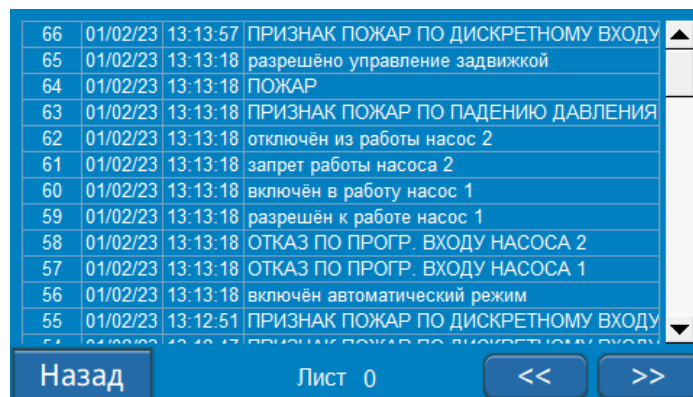 66 01/02/23 13:13:57 ПРИЗНАК ПОЖАР ПО ДИСКРЕТНОМУ ВХОДУ
65 01/02/23 13:13:18 разрешёно управление задвижкой
64 01/02/23 13:13:18 ПОЖАР
63 01/02/23 13:13:18 ПРИЗНАК ПОЖАР ПО ПАДЕНИЮ ДАВЛЕНИЯ
62 01/02/23 13:13:18 отключён из работы насос 2
61 01/02/23 13:13:18 запрет работы насоса 2
60 01/02/23 13:13:18 включён в работу насос 1
59 01/02/23 13:13:18 разрешён к работе насос 1
58 01/02/23 13:13:18 ОТКАЗ ПО ПРОГР. ВХОДУ НАСОСА 2
57 01/02/23 13:13:18 ОТКАЗ ПО ПРОГР. ВХОДУ НАСОСА 1
56 01/02/23 13:13:18 включён автоматический режим
55 01/02/23 13:12:51 ПРИЗНАК ПОЖАР ПО ДИСКРЕТНОМУ ВХОДУ
ПРИЗНАК ПОЖАР ПО ДИСКРЕТНОМУ ВХОДУ
Назад Лист 0 << >>